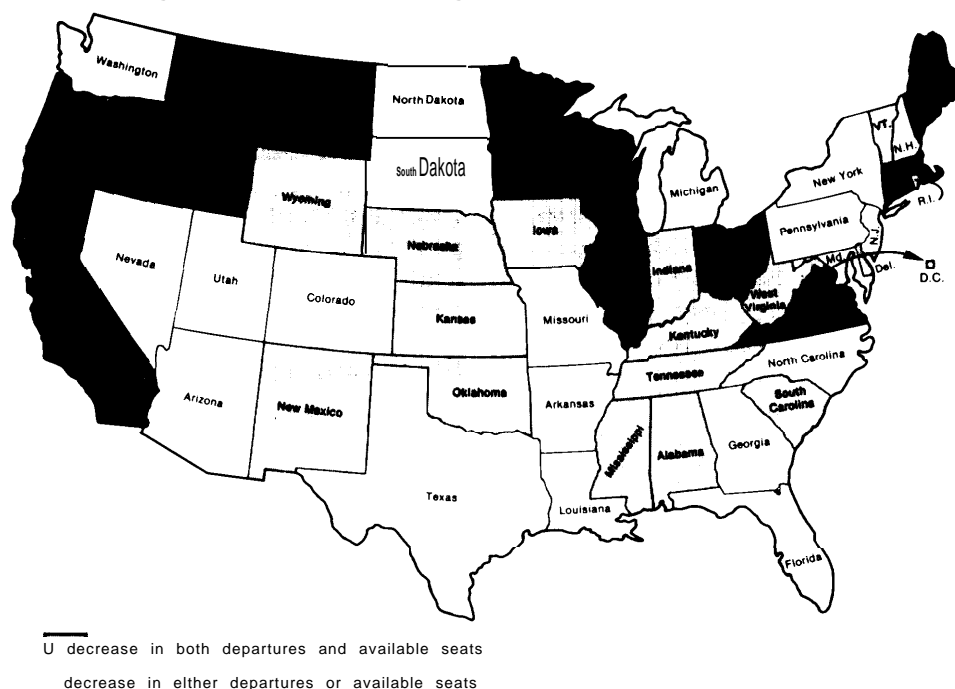 Washington
North Dakota
South Dakota
Wyoming
Nebraska
Iowa
Michigan
VT.
N.H.
New York
R.I.
Pennsylvania
N.J.
Md.
Del.
D.C.
Nevada
Utah
Colorado
Kansas
Missouri
Indiana
West
Virginia
Kentucky
Tennessee
North Carolina
South
Carolina
Arizona
New Mexico
Oklahoma
Arkansas
Mississippi
Alabama
Georgia
Texas
Louisiana
Florida
U decrease in both departures and available seats
decrease in elther departures or available seats